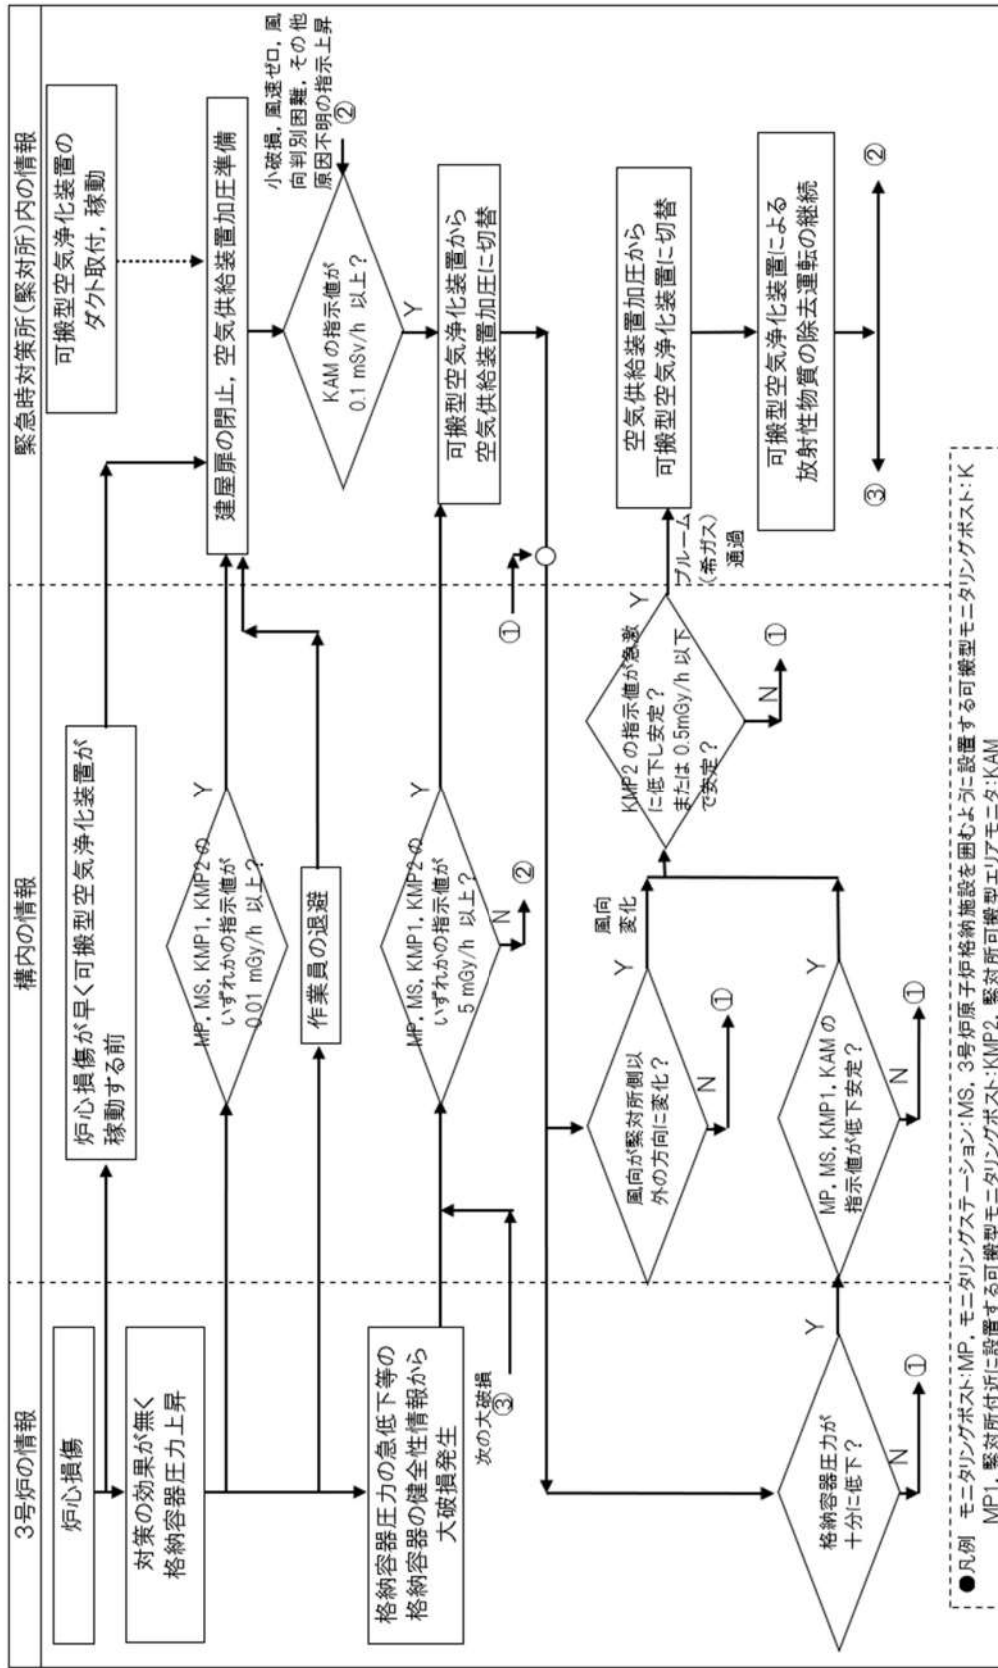 3号炉の情報
構内の情報
緊急時対策所(緊対所)内の情報
炉心損傷
炉心損傷が早く可搬型空気浄化装置が
稼動する前
可搬型空気浄化装置の
ダクト取付，稼動
対策の効果が無く
格納容器圧力上昇
MP，MS，KMP1，KMP2 の
いずれかの指示値が
0.01 mGy/h 以上？
Y
建屋扉の閉止，空気供給装置加圧準備
作業員の退避
KAM の指示値が
0.1 mSv/h 以上？
Y
小破損，風速ゼロ，風
向判別困難，その他
原因不明の指示上昇
②
格納容器圧力の急低下等の
格納容器の健全性情報から
大破損発生
MP，MS，KMP1，KMP2 の
いずれかの指示値が
5 mGy/h 以上？
Y
N
②
可搬型空気浄化装置から
空気供給装置加圧に切替
次の大破損
③
①
風向が緊対所側以
外の方向に変化？
Y
N
①
風向
変化
KMP2 の指示値が急激
に低下し安定？
または 0.5mGy/h 以下
で安定？
Y
N
①
プルーム
(希ガス)
通過
空気供給装置加圧から
可搬型空気浄化装置に切替
格納容器圧力が
十分に低下？
Y
N
①
MP，MS，KMP1，KAM の
指示値が低下安定？
Y
N
①
可搬型空気浄化装置による
放射性物質の除去運転の継続
③
②
●凡例 モニタリングポスト:MP，モニタリングステーション:MS，3号炉原子炉格納施設を囲むように設置する可搬型モニタリングポスト:K
MP1，緊対所付近に設置する可搬型モニタリングポスト:KMP2，緊対所可搬型エリアモニタ:KAM